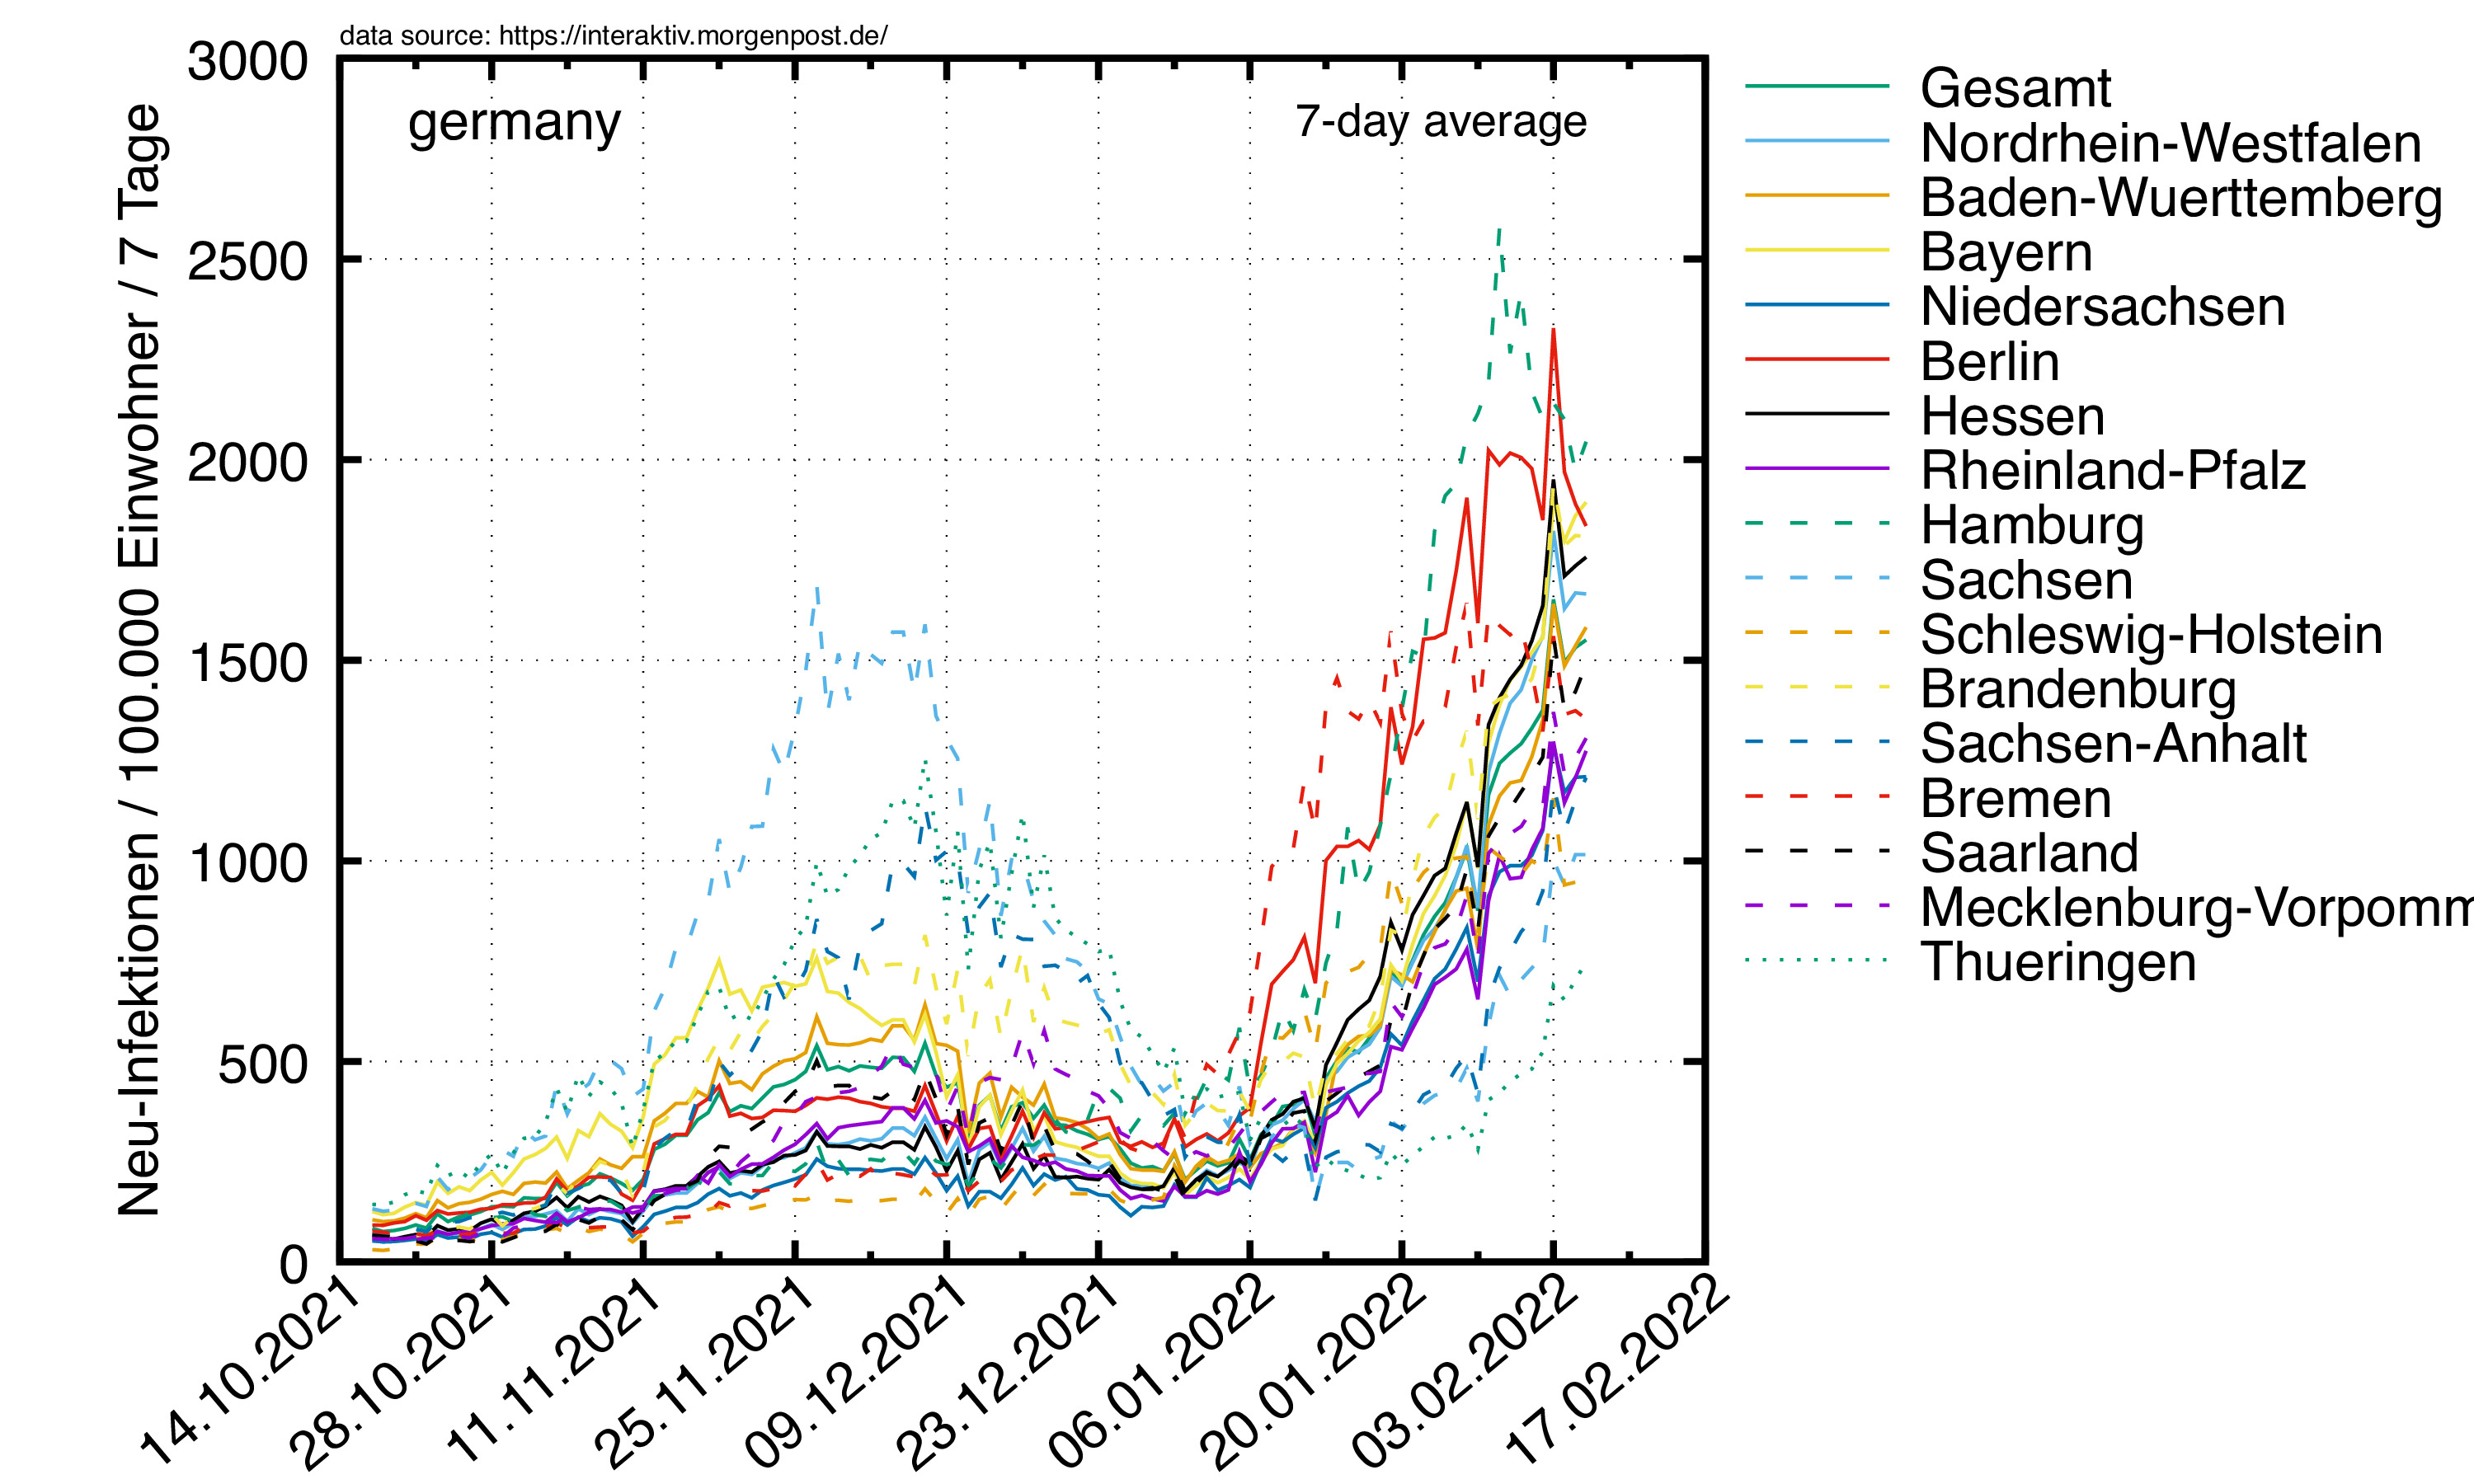 data source: https://interaktiv.morgenpost.de/
germany
7-day average
Neu-Infektionen / 100.000 Einwohner / 7 Tage
3000
2500
2000
1500
1000
500
0
14.10.2021
28.10.2021
11.11.2021
25.11.2021
09.12.2021
23.12.2021
06.01.2022
20.01.2022
03.02.2022
17.02.2022
Gesamt
Nordrhein-Westfalen
Baden-Wuerttemberg
Bayern
Niedersachsen
Berlin
Hessen
Rheinland-Pfalz
Hamburg
Sachsen
Schleswig-Holstein
Brandenburg
Sachsen-Anhalt
Bremen
Saarland
Mecklenburg-Vorpomm
Thueringen